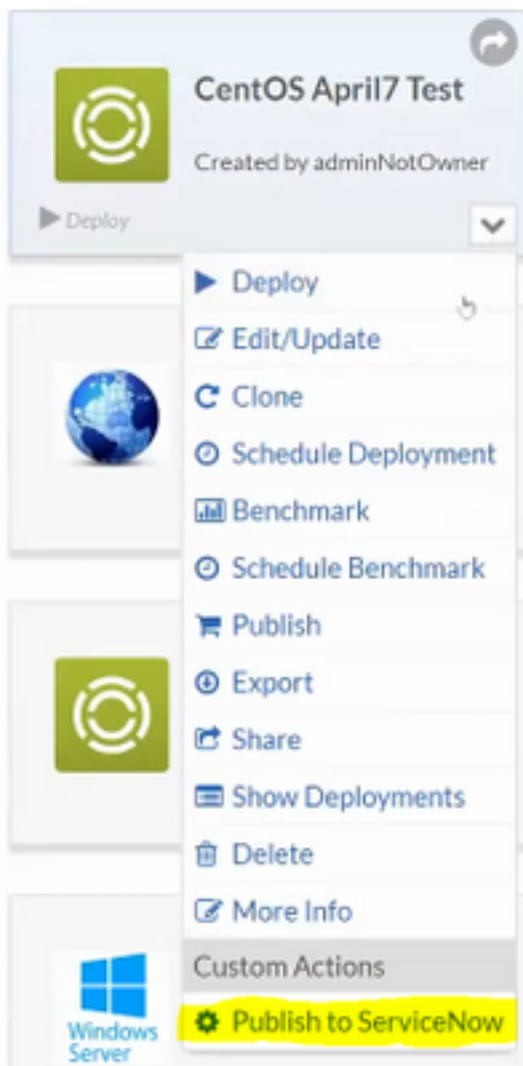 CentOS April7 Test
Created by adminNotOwner
Deploy
Deploy
Edit/Update
Clone
Schedule Deployment
Benchmark
Schedule Benchmark
Publish
Export
Share
Show Deployments
Delete
More Info
Custom Actions
Publish to ServiceNow
Windows
Server